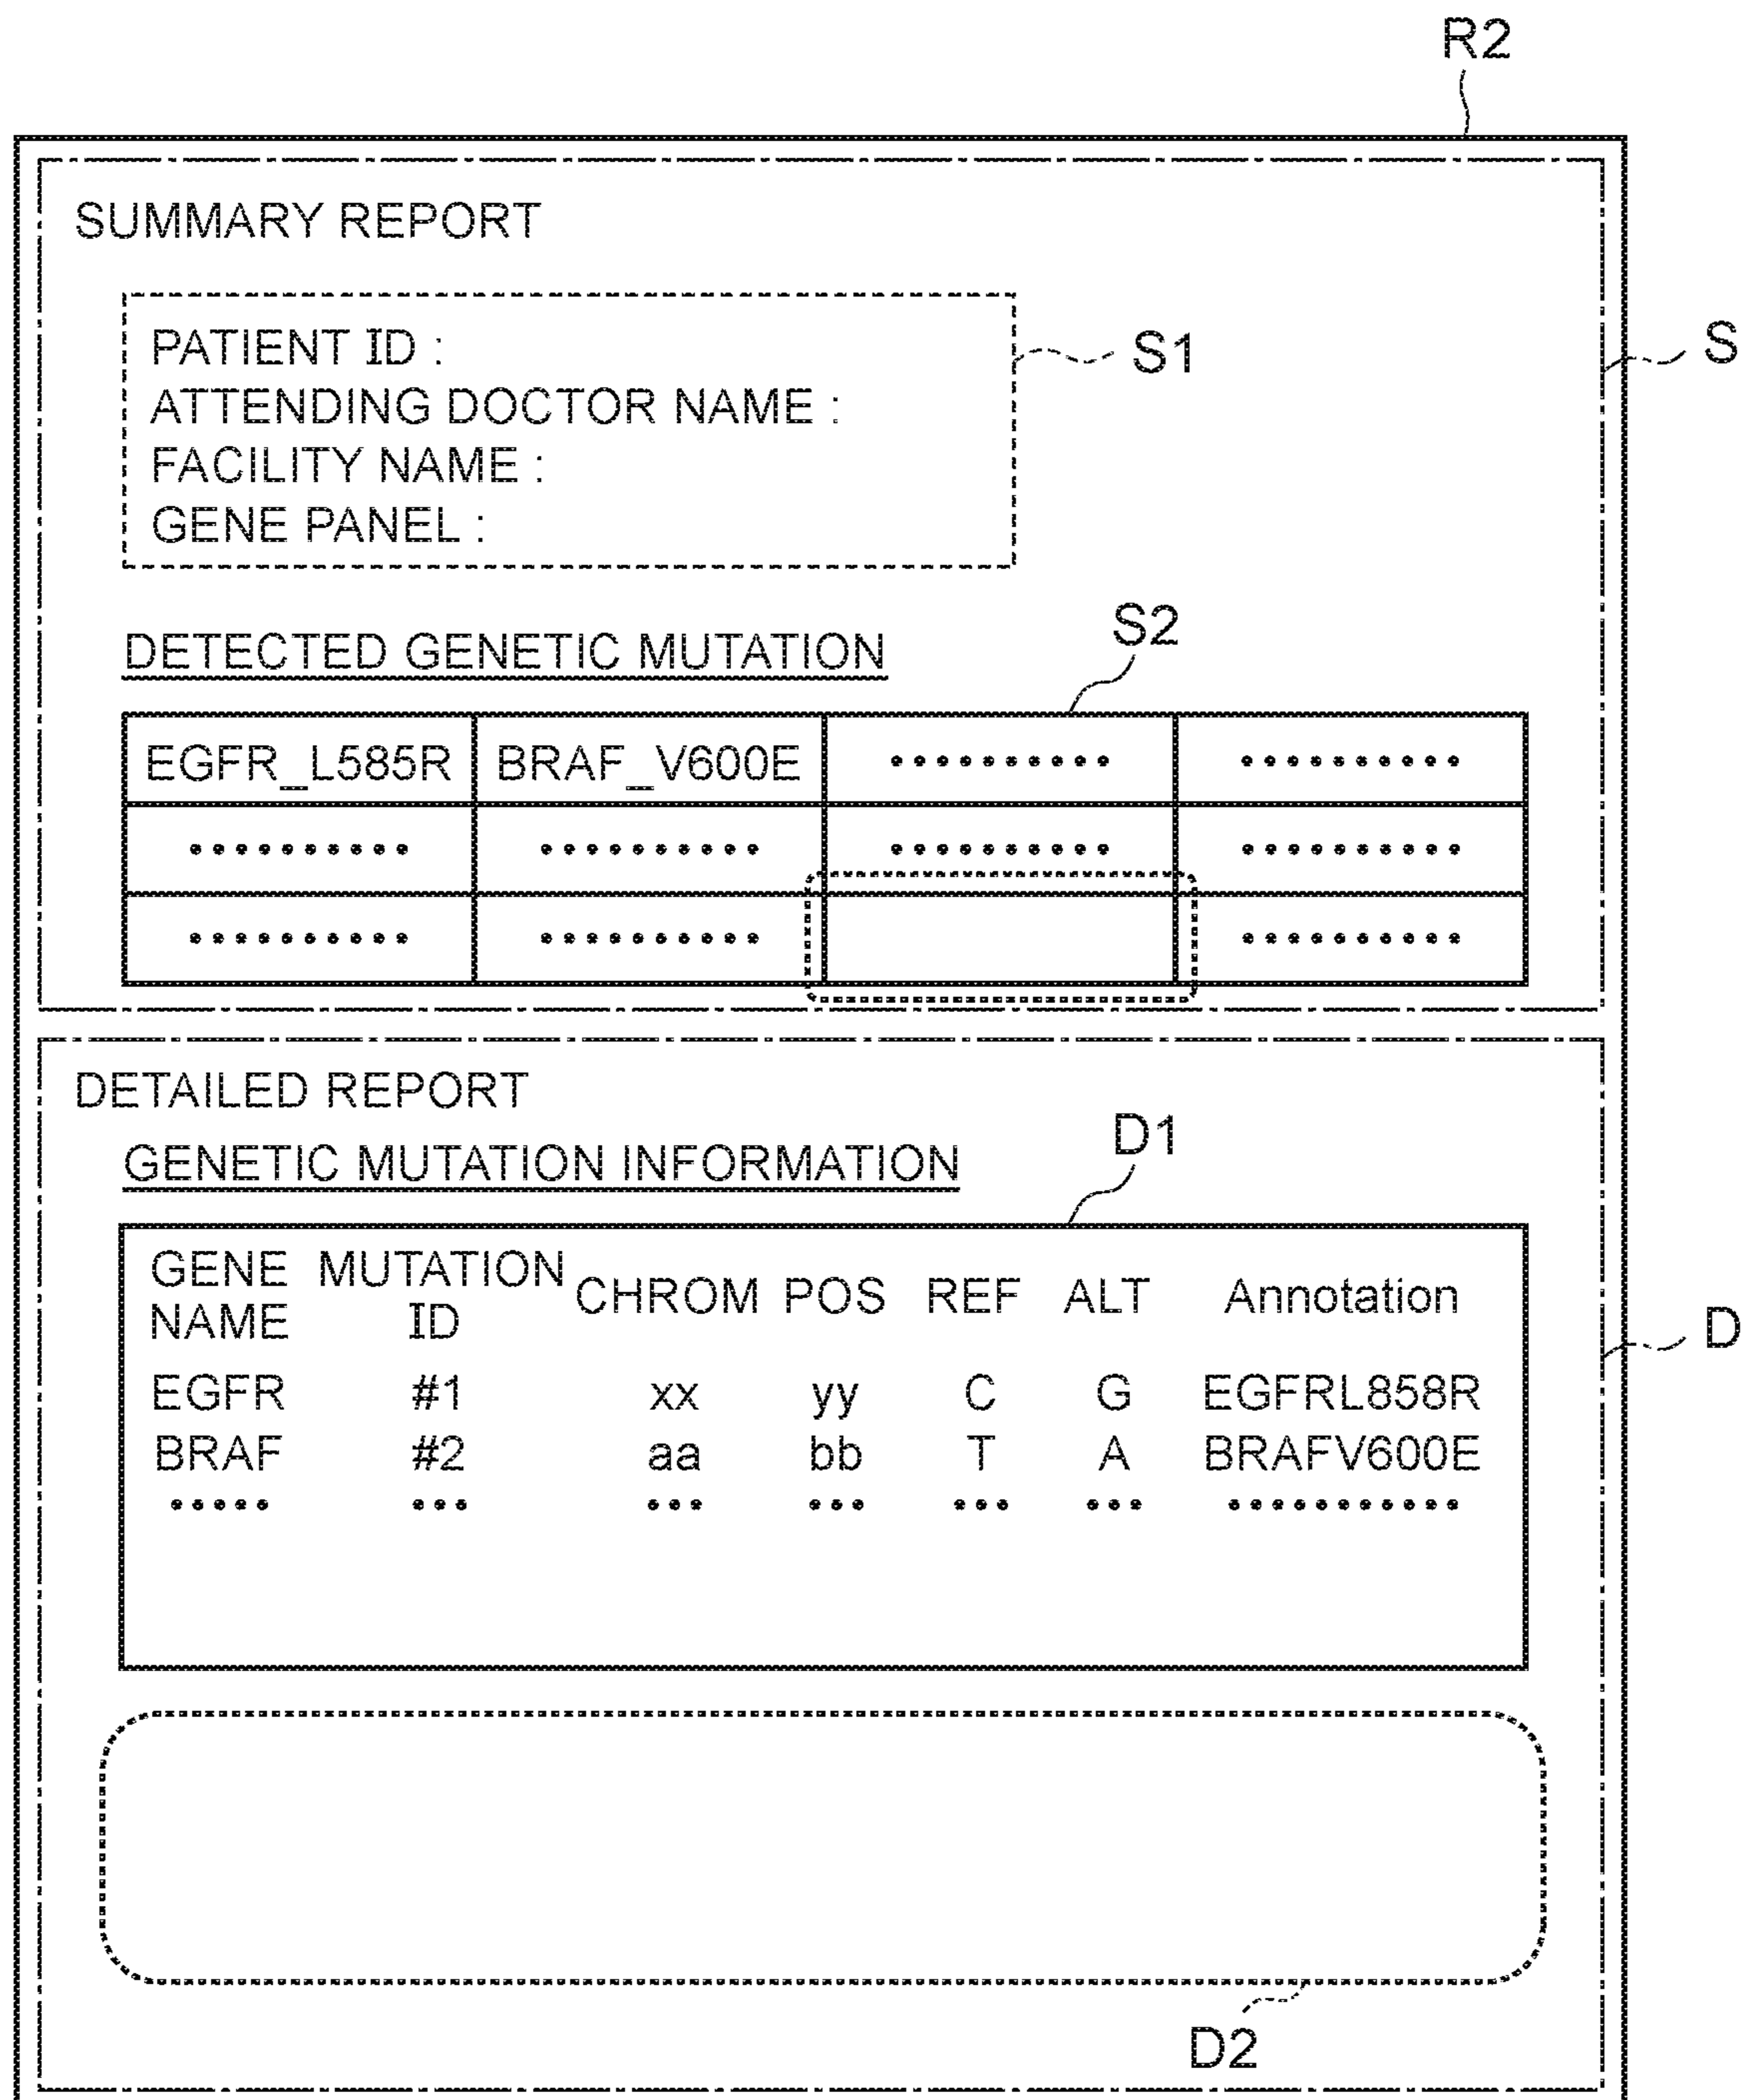 R2
SUMMARY REPORT
PATIENT ID :
ATTENDING DOCTOR NAME :
FACILITY NAME :
GENE PANEL :
S1
S
DETECTED GENETIC MUTATION
S2
EGFR_L585R BRAF_V600E •••••••••• ••••••••••
•••••••••• •••••••••• •••••••••• ••••••••••
•••••••••• •••••••••• ••••••••••
DETAILED REPORT
GENETIC MUTATION INFORMATION
D1
GENE NAME MUTATION ID CHROM POS REF ALT Annotation
EGFR #1 xx yy C G EGFRL858R
BRAF #2 aa bb T A BRAFV600E
••••• ••• ••• ••• ••• ••• •••••••••••
D
D2